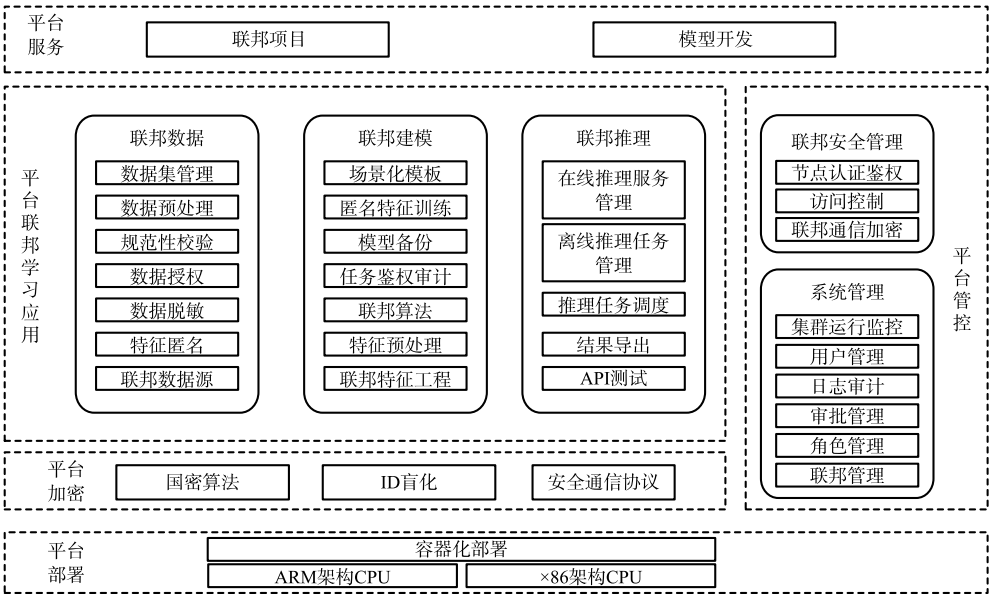 平台
服务
联邦项目
模型开发
平台联邦学习应用
联邦数据
数据集管理
数据预处理
规范性校验
数据授权
数据脱敏
特征匿名
联邦数据源
联邦建模
场景化模板
匿名特征训练
模型备份
任务鉴权审计
联邦算法
特征预处理
联邦特征工程
联邦推理
在线推理服务
管理
离线推理任务
管理
推理任务调度
结果导出
API测试
联邦安全管理
节点认证鉴权
访问控制
联邦通信加密
系统管理
集群运行监控
用户管理
日志审计
审批管理
角色管理
联邦管理
平台管控
平台
加密
国密算法
ID盲化
安全通信协议
平台
部署
容器化部署
ARM架构CPU
×86架构CPU